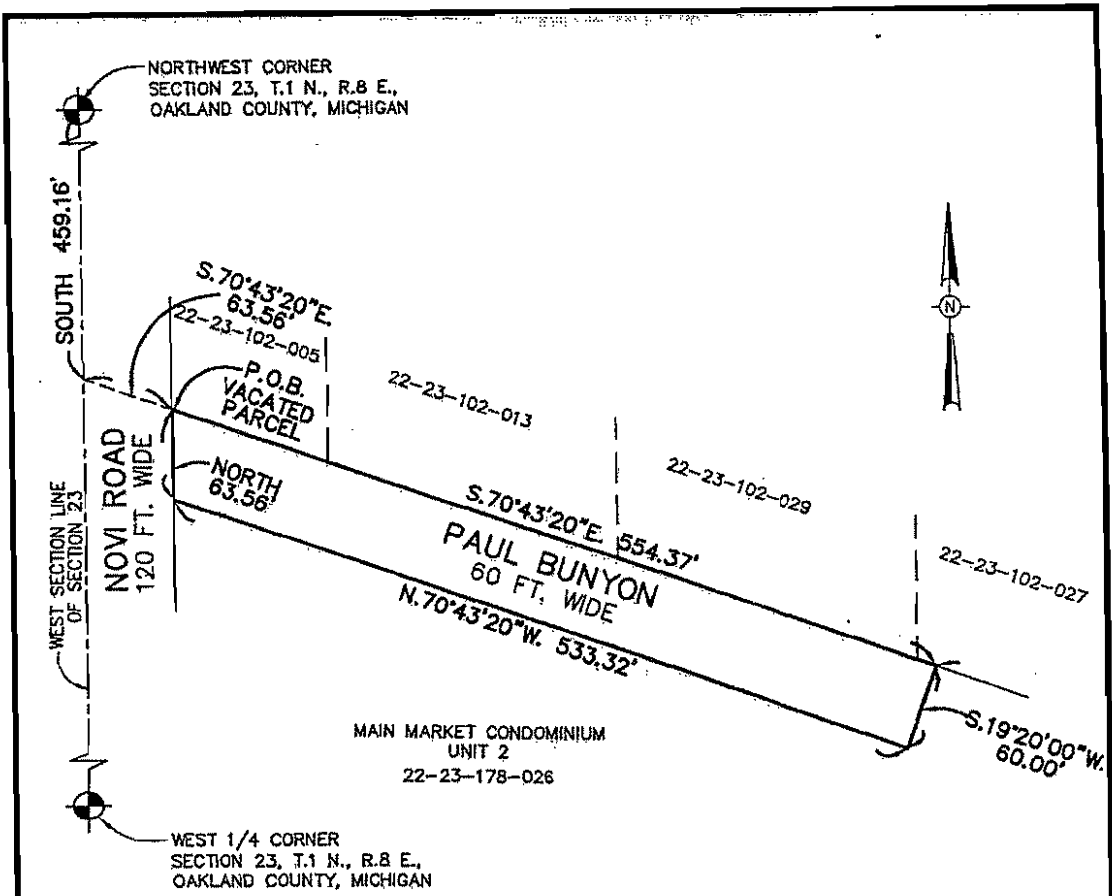 NORTHWEST CORNER
SECTION 23, T.1 N., R.8 E.,
OAKLAND COUNTY, MICHIGAN
SOUTH 459.16'
S.70°43'20"E.
63.56'
22-23-102-005
P.O.B.
VACATED
PARCEL
22-23-102-013
N
NOVI ROAD
120 FT. WIDE
NORTH
63.56'
22-23-102-029
S.70°43'20"E. 554.37'
PAUL BUNYON
60 FT. WIDE
N.70°43'20"W. 533.32'
22-23-102-027
WEST SECTION LINE
OF SECTION 23
S.19°20'00"W.
60.00'
MAIN MARKET CONDOMINIUM
UNIT 2
22-23-178-026
WEST 1/4 CORNER
SECTION 23, T.1 N., R.8 E.,
OAKLAND COUNTY, MICHIGAN